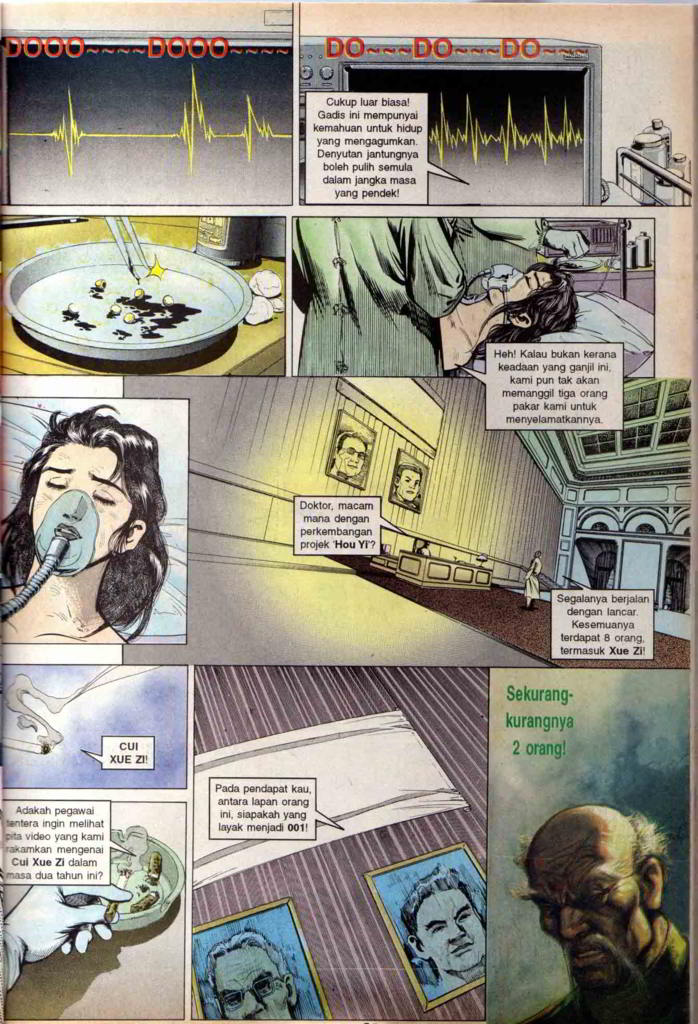 DOOO~~~~DOOO~~~~
DO~~~DO~~~DO~~~
Cukup luar biasa!
Gadis ini mempunyai
kemahuan untuk hidup
yang mengagumkan.
Denyutan jantungnya
boleh pulih semula
dalam jangka masa
yang pendek!
Heh! Kalau bukan kerana
keadaan yang ganjil ini,
kami pun tak akan
memanggil tiga orang
pakar kami untuk
menyelamatkannya.
Doktor, macam
mana dengan
perkembangan
projek 'Hou Yi'?
Segalanya berjalan
dengan lancar.
Kesemuanya
terdapat 8 orang,
termasuk Xue Zi!
CUI
XUE ZI!
Adakah pegawai
tentera ingin melihat
pita video yang kami
rakamkan mengenai
Cui Xue Zi dalam
masa dua tahun ini?
Pada pendapat kau,
antara lapan orang
ini, siapakah yang
layak menjadi 001!
Sekurang-
kurangnya
2 orang!